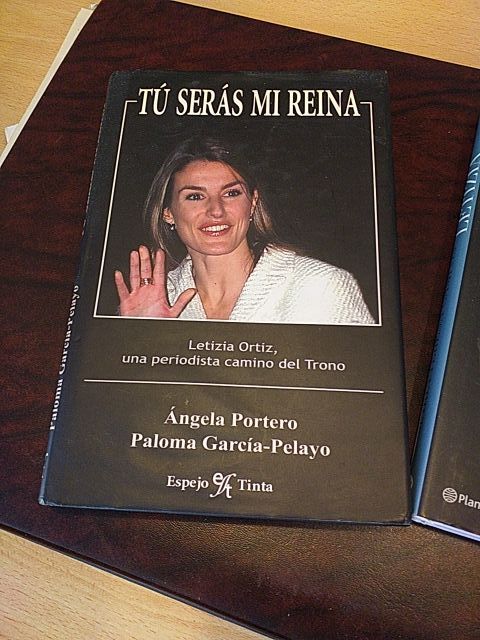 TÚ SERÁS MI REINA
Letizia Ortiz,
una periodista camino del Trono
Ángela Portero
Paloma García-Pelayo
Espejo Tinta
Paloma García-Pelayo